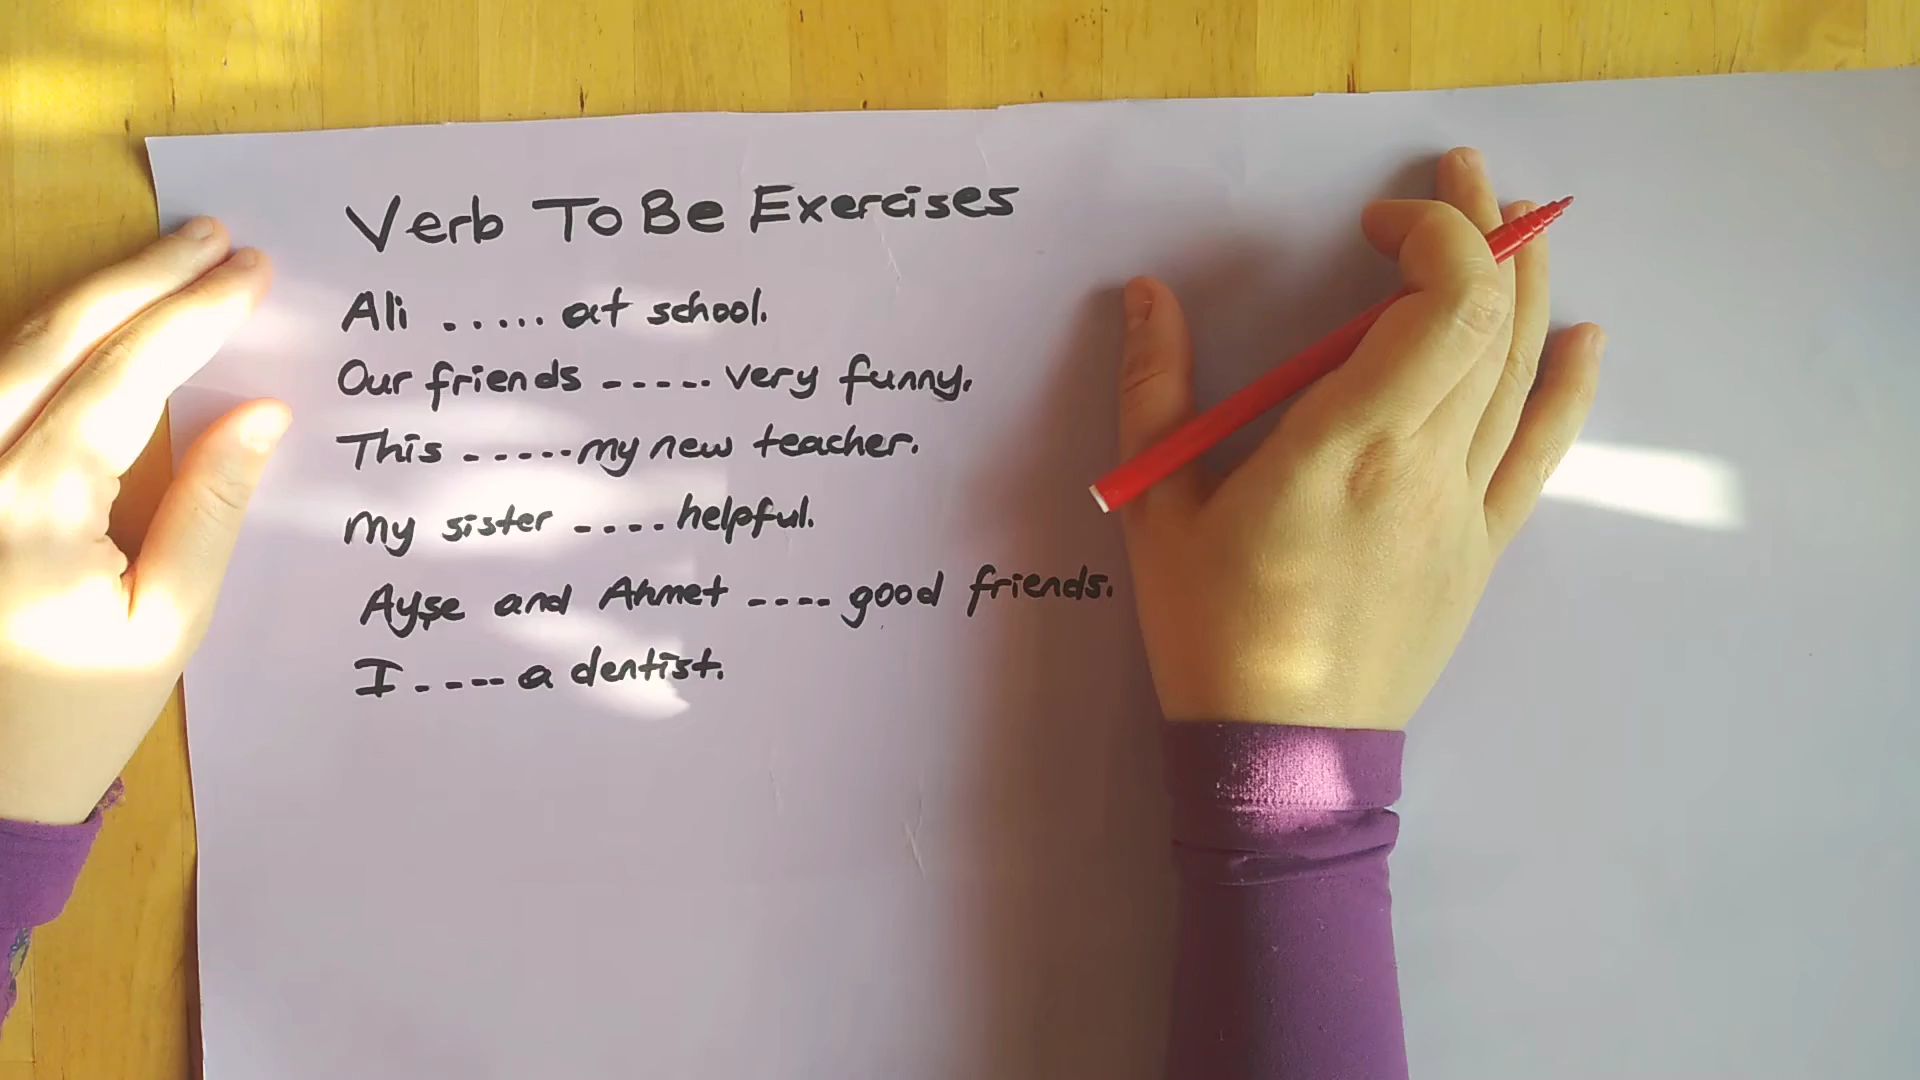 Verb To Be Exercises
Ali ..... at school.
Our friends ----- very funny.
This ----- my new teacher.
My sister ---- helpful.
Ayşe and Ahmet ---- good friends.
I ---- a dentist.